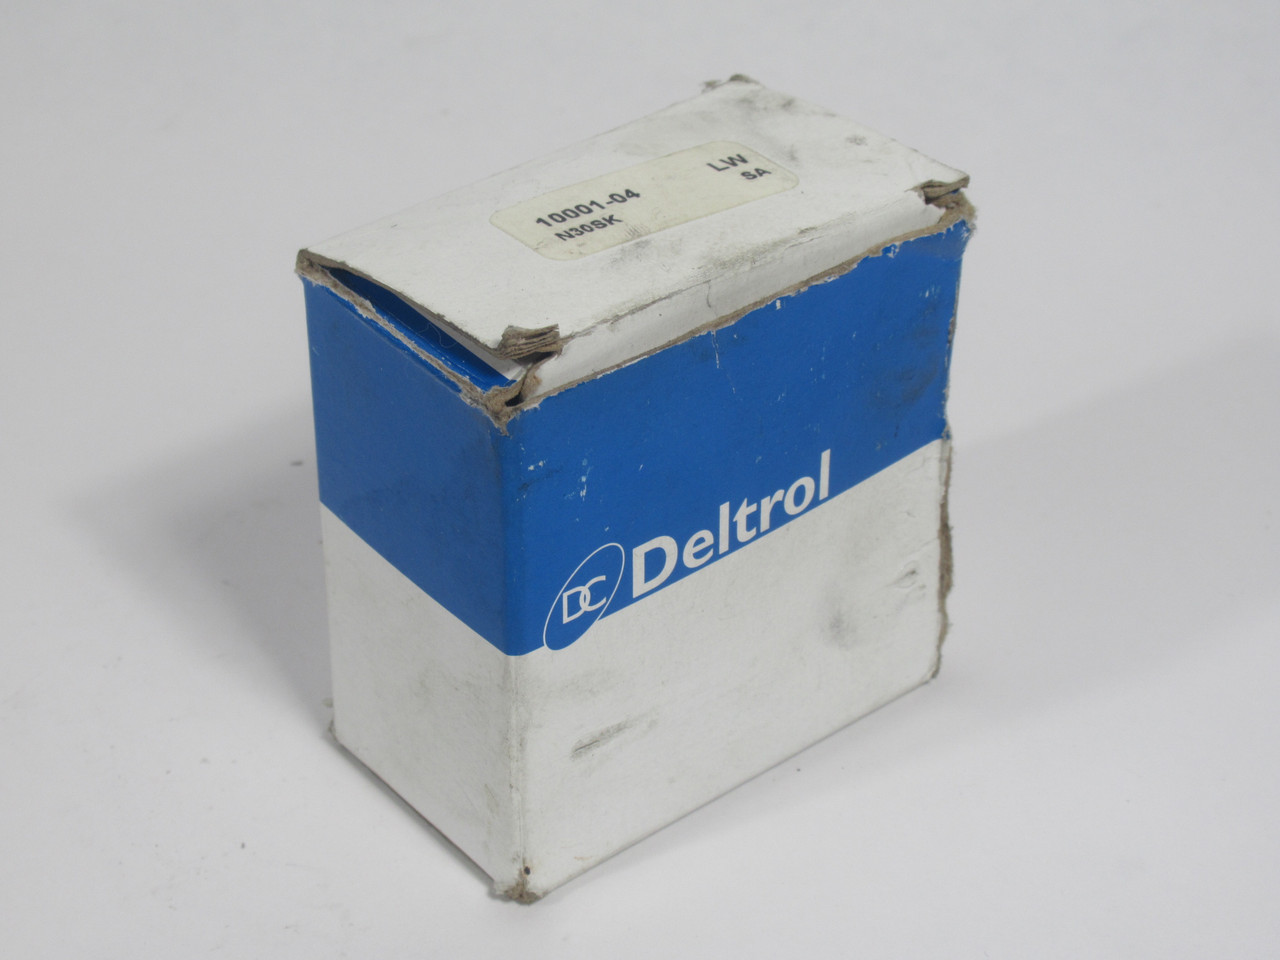 10001-04 LW
N30SK SA
DC Deltrol